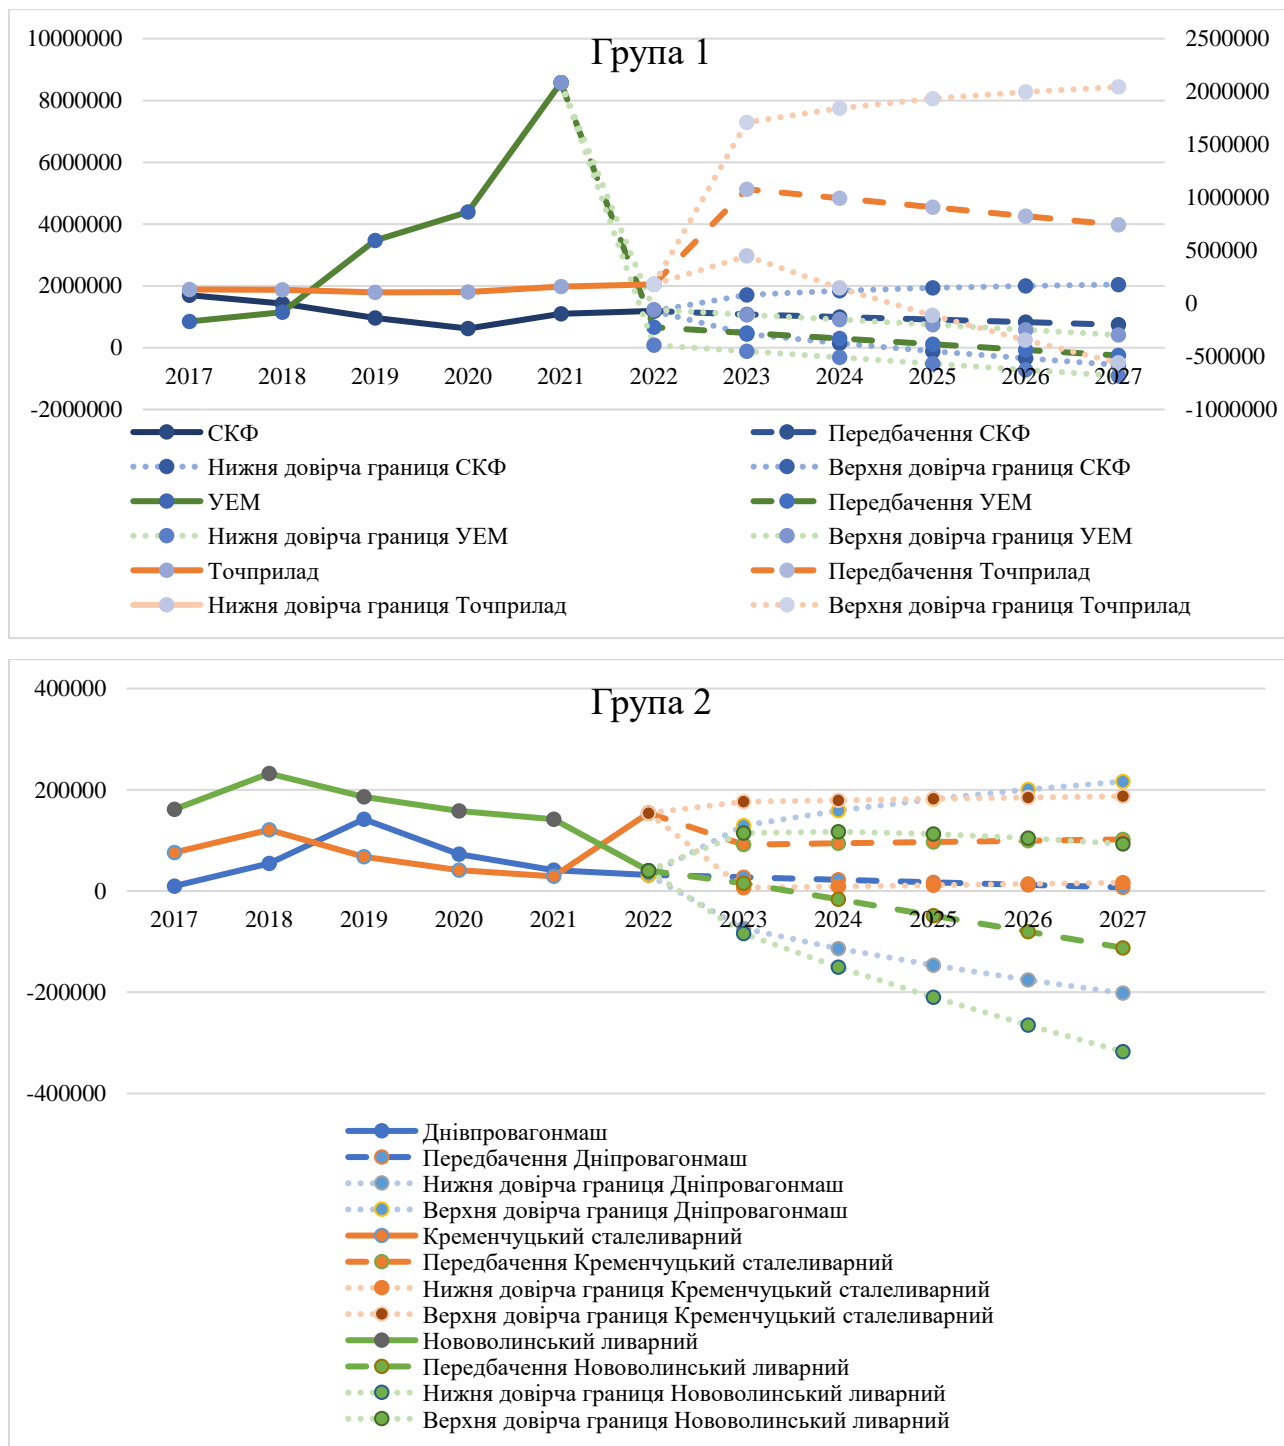 Група 1
10000000
8000000
6000000
4000000
2000000
0
-2000000
2500000
2000000
1500000
1000000
500000
0
-500000
-1000000
2017 2018 2019 2020 2021 2022 2023 2024 2025 2026 2027
СКФ Передбачення СКФ
Нижня довірча границя СКФ Верхня довірча границя СКФ
УЕМ Передбачення УЕМ
Нижня довірча границя УЕМ Верхня довірча границя УЕМ
Точприлад Передбачення Точприлад
Нижня довірча границя Точприлад Верхня довірча границя Точприлад
Група 2
400000
200000
0
-200000
-400000
2017 2018 2019 2020 2021 2022 2023 2024 2025 2026 2027
Днівпровагонмаш
Передбачення Дніпровагонмаш
Нижня довірча границя Дніпровагонмаш
Верхня довірча границя Дніпровагонмаш
Кременчуцький сталеливарний
Передбачення Кременчуцький сталеливарний
Нижня довірча границя Кременчуцький сталеливарний
Верхня довірча границя Кременчуцький сталеливарний
Нововолинський ливарний
Передбачення Нововолинський ливарний
Нижня довірча границя Нововолинський ливарний
Верхня довірча границя Нововолинський ливарний